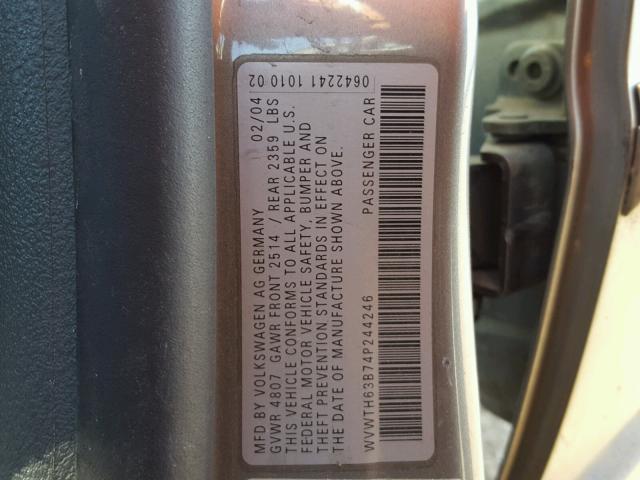 MFD BY VOLKSWAGEN AG GERMANY 02/04 0642241 1010 02
GVWR 4807 GAWR FRONT 2514 / REAR 2359 LBS
THIS VEHICLE CONFORMS TO ALL APPLICABLE U.S.
FEDERAL MOTOR VEHICLE SAFETY, BUMPER AND
THEFT PREVENTION STANDARDS IN EFFECT ON
THE DATE OF MANUFACTURE SHOWN ABOVE.
WVWTH63B74P244246 PASSENGER CAR